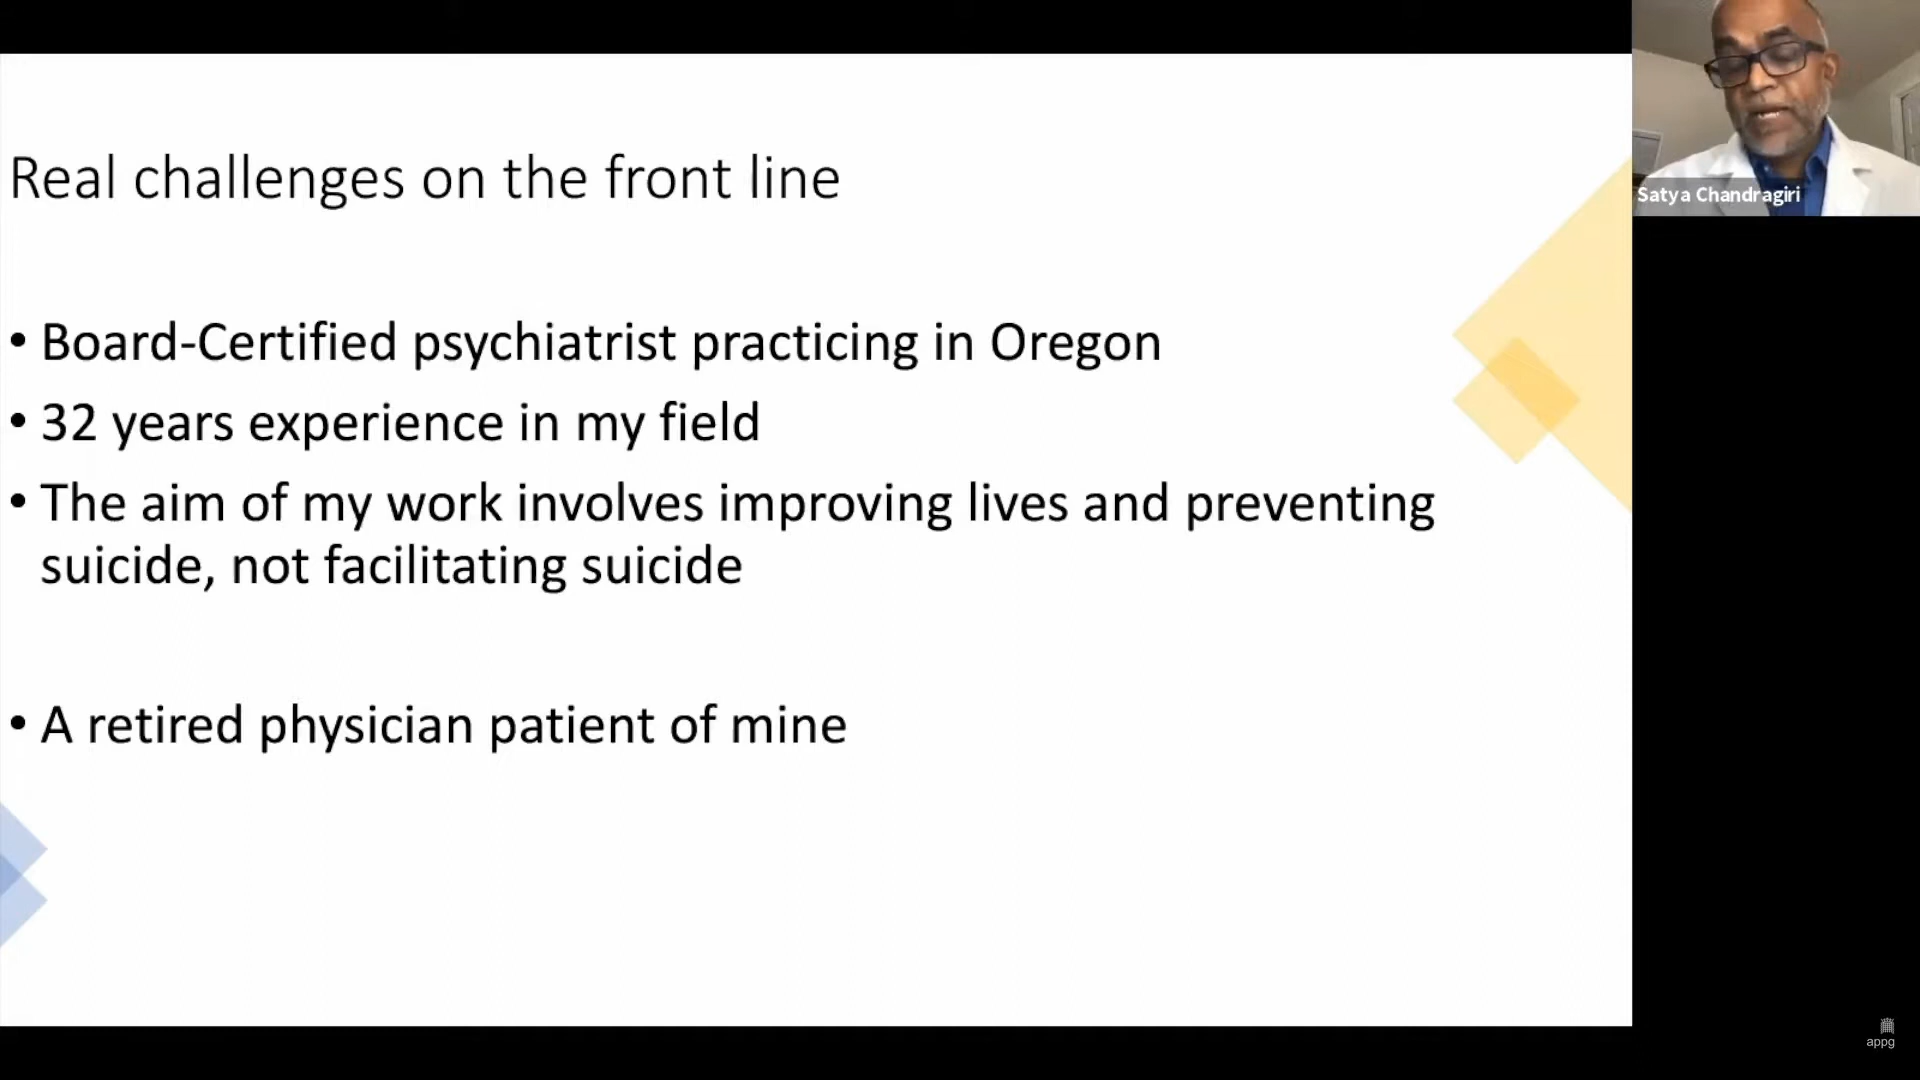 Real challenges on the front line
• Board-Certified psychiatrist practicing in Oregon
• 32 years experience in my field
• The aim of my work involves improving lives and preventing
suicide, not facilitating suicide
• A retired physician patient of mine
Satya Chandragiri
appg